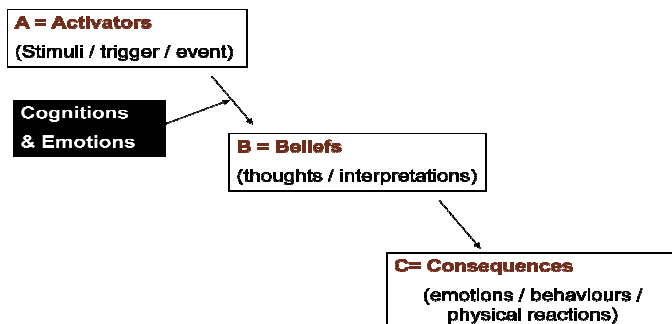 A = Activators
(Stimuli / trigger / event)
Cognitions
& Emotions
B = Beliefs
(thoughts / interpretations)
C= Consequences
(emotions / behaviours /
physical reactions)